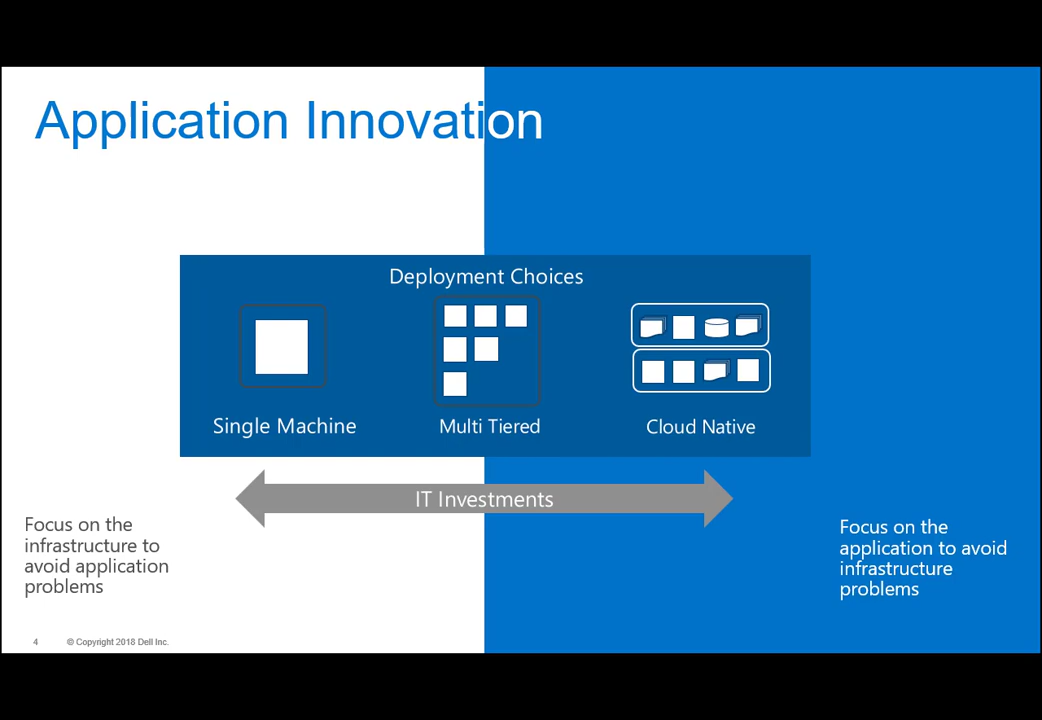 Application Innovation
Deployment Choices
Single Machine
Multi Tiered
Cloud Native
IT Investments
Focus on the
infrastructure to
avoid application
problems
Focus on the
application to avoid
infrastructure
problems
4
© Copyright 2018 Dell Inc.